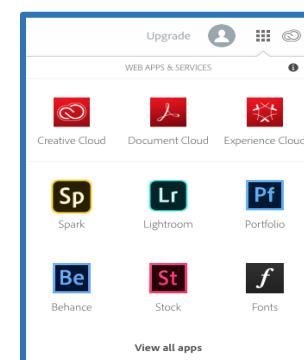 Upgrade
WEB APPS & SERVICES
Creative Cloud Document Cloud Experience Cloud
Sp Lr Pf
Spark Lightroom Portfolio
Be St f
Behance Stock Fonts
View all apps